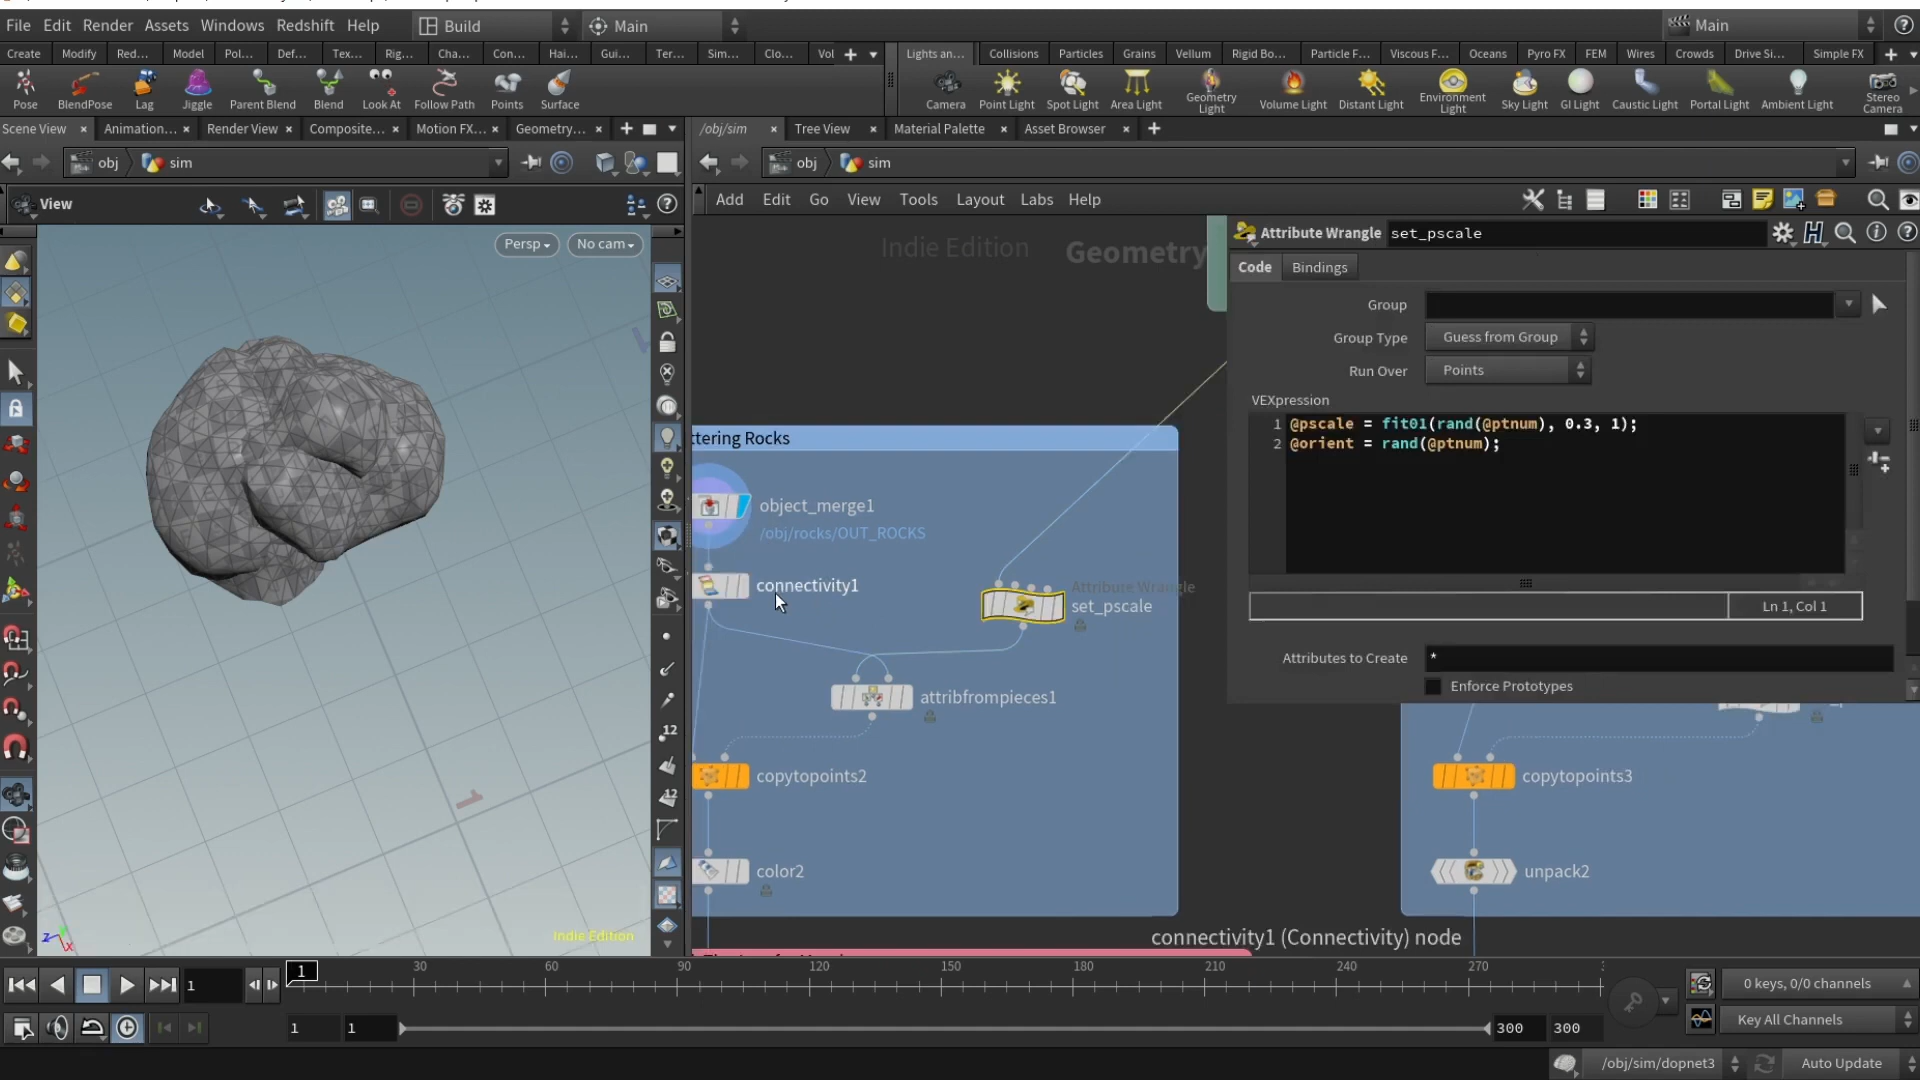 File Edit Render Assets Windows Redshift Help Build Main Main
Create Modify Red... Model Pol... Def... Tex... Rig... Cha... Con... Hai... Gui... Ter... Sim... Clo... Vol Lights an... Collisions Particles Grains Vellum Rigid Bo... Particle F... Viscous F... Oceans Pyro FX FEM Wires Crowds Drive Si... Simple FX
Pose BlendPose Lag Jiggle Parent Blend Blend Look At Follow Path Points Surface Camera Point Light Spot Light Area Light Geometry Light Volume Light Distant Light Environment Light Sky Light GI Light Caustic Light Portal Light Ambient Light Stereo Camera
Scene View Animation... Render View Composite... Motion FX... Geometry... /obj/sim Tree View Material Palette Asset Browser
obj sim obj sim
View Add Edit Go View Tools Layout Labs Help
Persp No cam
Indie Edition Geometry
Attribute Wrangle set_pscale
Code Bindings
Group
Group Type Guess from Group
Run Over Points
VEXpression
1 @pscale = fit01(rand(@ptnum), 0.3, 1);
2 @orient = rand(@ptnum);
Ln 1, Col 1
Attributes to Create *
Enforce Prototypes
ttering Rocks
object_merge1
/obj/rocks/OUT_ROCKS
connectivity1
Attribute Wrangle
set_pscale
attribfrompieces1
copytopoints2
color2
copytopoints3
unpack2
connectivity1 (Connectivity) node
12
12
1
z x
Indie Edition
1 1 30 60 90 120 150 180 210 240 270
0 keys, 0/0 channels
1 1 300 300 Key All Channels
/obj/sim/dopnet3 Auto Update